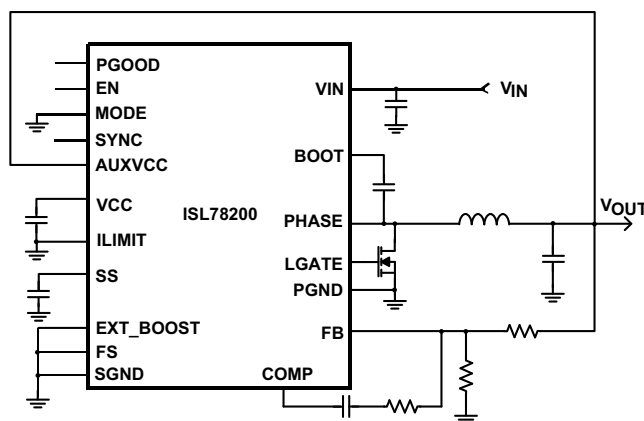 PGOOD
EN
MODE
SYNC
AUXVCC
VCC
ILIMIT
SS
EXT_BOOST
FS
SGND
ISL78200
VIN
BOOT
PHASE
LGATE
PGND
FB
COMP
VIN
VOUT